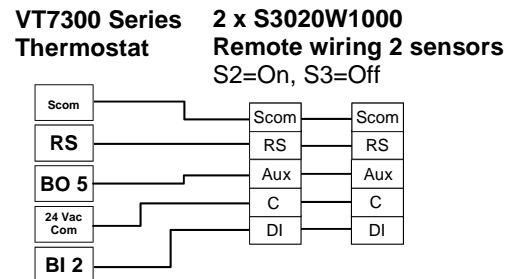 VT7300 Series
Thermostat
2 x S3020W1000
Remote wiring 2 sensors
S2=On, S3=Off
Scom
RS
BO 5
24 Vac
Com
BI 2
Scom
RS
Aux
C
DI
Scom
RS
Aux
C
DI